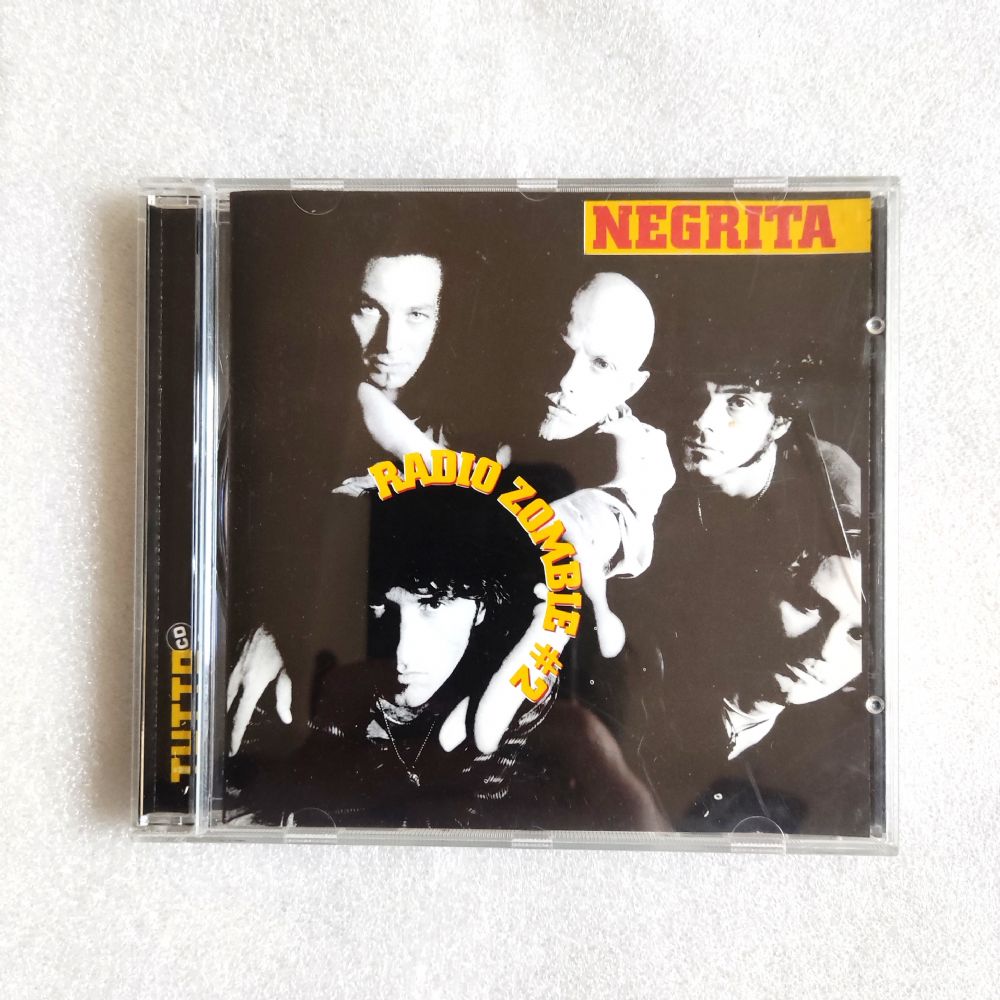 NEGRITA
RADIO ZOMBIE #2
TUTTO CD